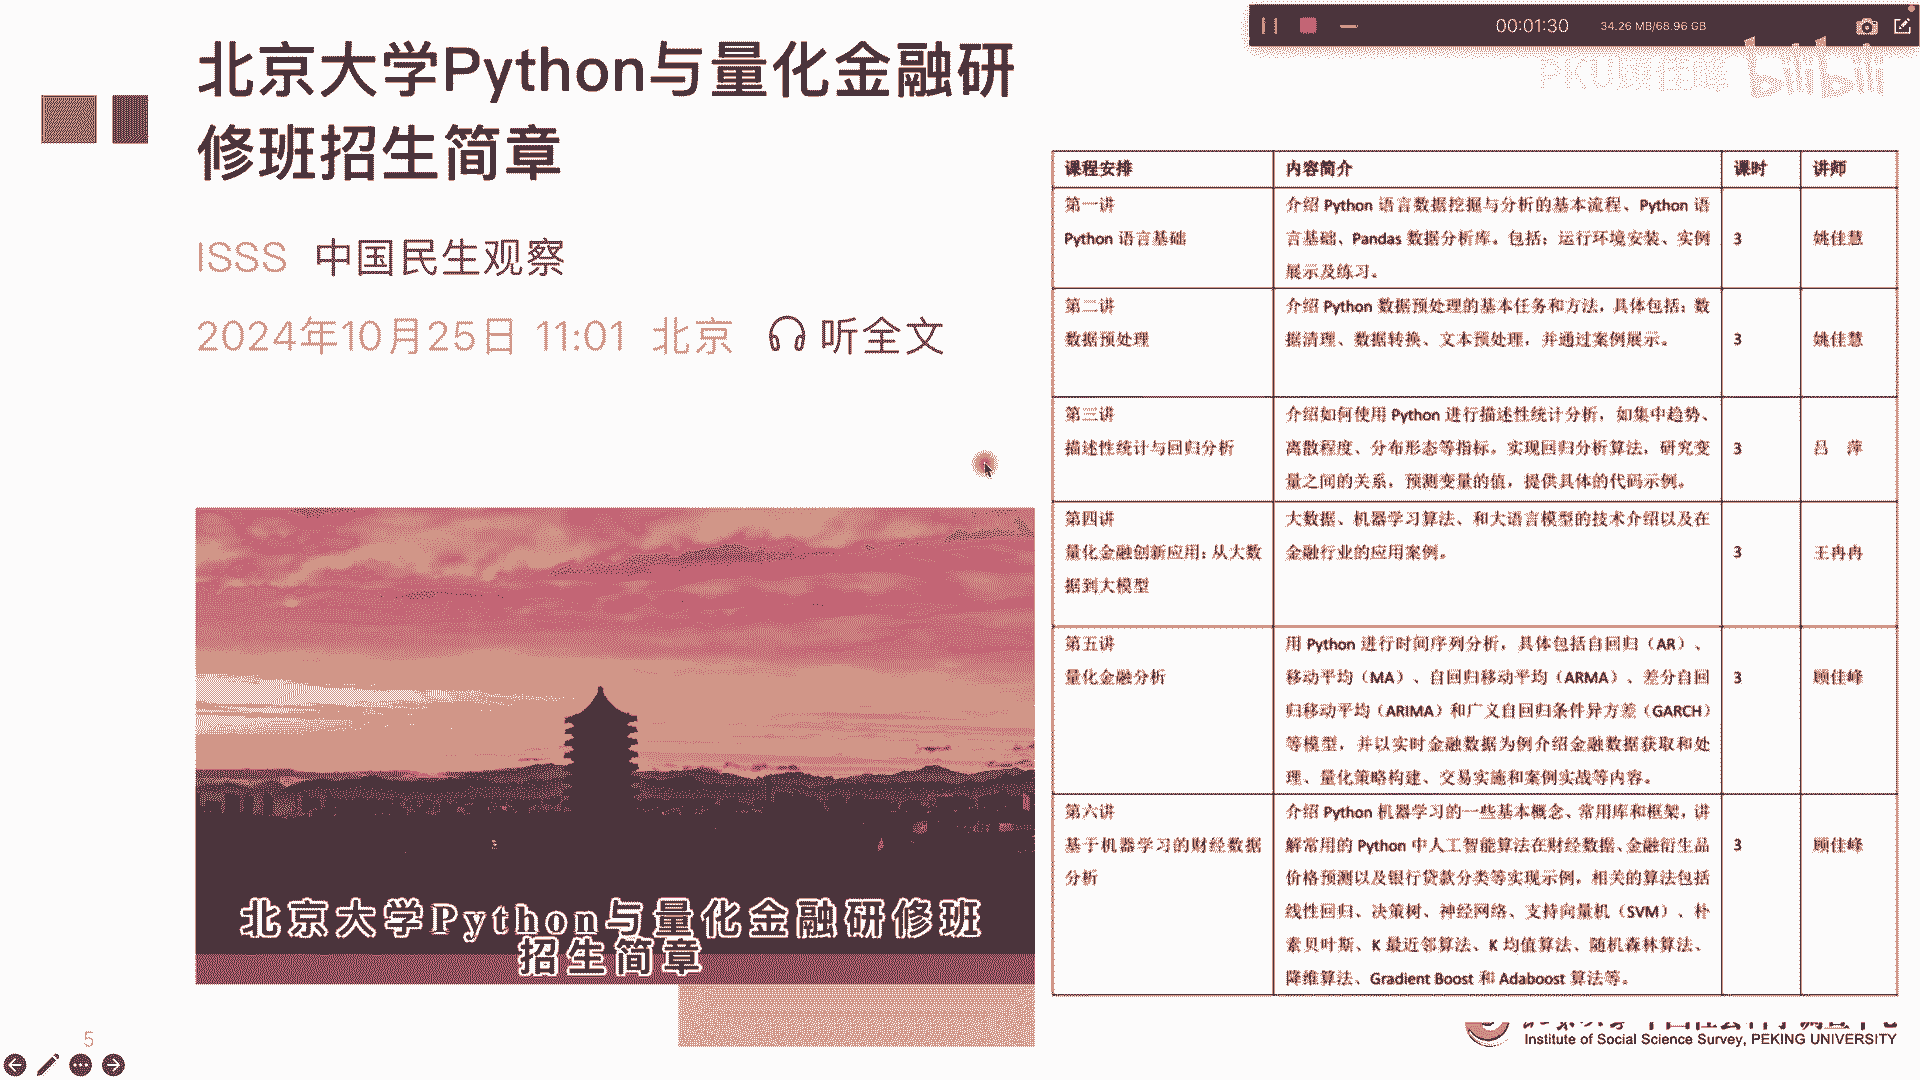 00:01:30
34.26 MB/68.96 GB
北京大学Python与量化金融研
修班招生简章
ISSS 中国民生观察
2024年10月25日 11:01 北京 听全文
北京大学Python与量化金融研修班
招生简章
5
PKU顾佳峰 bilibili
课程安排 内容简介 课时 讲师
第一讲
Python 语言基础
介绍 Python 语言数据挖掘与分析的基本流程、Python 语
言基础、Pandas 数据分析库。包括：运行环境安装、实例
展示及练习。
3
姚佳慧
第二讲
数据预处理
介绍 Python 数据预处理的基本任务和方法，具体包括：数
据清理、数据转换、文本预处理，并通过案例展示。
3
姚佳慧
第三讲
描述性统计与回归分析
介绍如何使用 Python 进行描述性统计分析，如集中趋势、
离散程度、分布形态等指标。实现回归分析算法，研究变
量之间的关系，预测变量的值，提供具体的代码示例。
3
吕 萍
第四讲
量化金融创新应用：从大数
据到大模型
大数据、机器学习算法、和大语言模型的技术介绍以及在
金融行业的应用案例。
3
王冉冉
第五讲
量化金融分析
用 Python 进行时间序列分析，具体包括自回归（AR）、
移动平均（MA）、自回归移动平均（ARMA）、差分自回
归移动平均（ARIMA）和广义自回归条件异方差（GARCH）
等模型，并以实时金融数据为例介绍金融数据获取和处
理、量化策略构建、交易实施和案例实战等内容。
3
顾佳峰
第六讲
基于机器学习的财经数据
分析
介绍 Python 机器学习的一些基本概念、常用库和框架，讲
解常用的 Python 中人工智能算法在财经数据、金融衍生品
价格预测以及银行贷款分类等实现示例，相关的算法包括
线性回归、决策树、神经网络、支持向量机（SVM）、朴
素贝叶斯、K 最近邻算法、K 均值算法、随机森林算法、
降维算法、Gradient Boost 和 Adaboost 算法等。
3
顾佳峰
Institute of Social Science Survey, PEKING UNIVERSITY